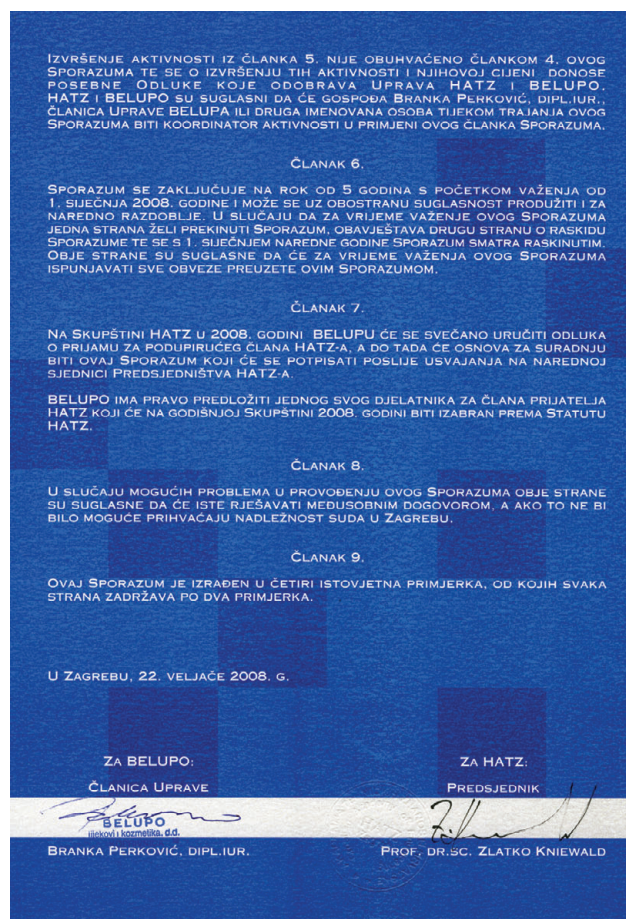 Izvršenje aktivnosti iz članka 5. nije obuhvaćeno člankom 4. ovog
Sporazuma te se o izvršenju tih aktivnosti i njihovoj cijeni donose
posebne Odluke koje odobrava Uprava HATZ i BELUPO.
HATZ i BELUPO su suglasni da će gospođa Branka Perković, dipl.iur.,
članica Uprave BELUPA ili druga imenovana osoba tijekom trajanja ovog
Sporazuma biti koordinator aktivnosti u primjeni ovog članka Sporazuma.
Članak 6.
Sporazum se zaključuje na rok od 5 godina s početkom važenja od
1. siječnja 2008. godine i može se uz obostranu suglasnost produžiti i za
naredno razdoblje. U slučaju da za vrijeme važenje ovog Sporazuma
jedna strana želi prekinuti Sporazum, obavještava drugu stranu o raskidu
Sporazume te se s 1. siječnjem naredne godine Sporazum smatra raskinutim.
Obje strane su suglasne da će za vrijeme važenja ovog Sporazuma
ispunjavati sve obveze preuzete ovim Sporazumom.
Članak 7.
Na Skupštini HATZ u 2008. godini BELUPU će se svečano uručiti odluka
o prijamu za podupirućeg člana HATZ-a, a do tada će osnova za suradnju
biti ovaj Sporazum koji će se potpisati poslije usvajanja na narednoj
sjednici Predsjedništva HATZ-a.
BELUPO ima pravo predložiti jednog svog djelatnika za člana prijatelja
HATZ koji će na godišnjoj Skupštini 2008. godini biti izabran prema Statutu
HATZ.
Članak 8.
U slučaju mogućih problema u provođenju ovog Sporazuma obje strane
su suglasne da će iste rješavati međusobnim dogovorom, a ako to ne bi
bilo moguće prihvaćaju nadležnost suda u Zagrebu.
Članak 9.
Ovaj Sporazum je izrađen u četiri istovjetna primjerka, od kojih svaka
strana zadržava po dva primjerka.
U Zagrebu, 22. veljače 2008. g.
Za BELUPO:
Za HATZ:
Članica Uprave
Predsjednik
BELUPO
lijekovi i kozmetika, d.d.
Branka Perković, dipl.iur.
Prof. dr.sc. Zlatko Kniewald